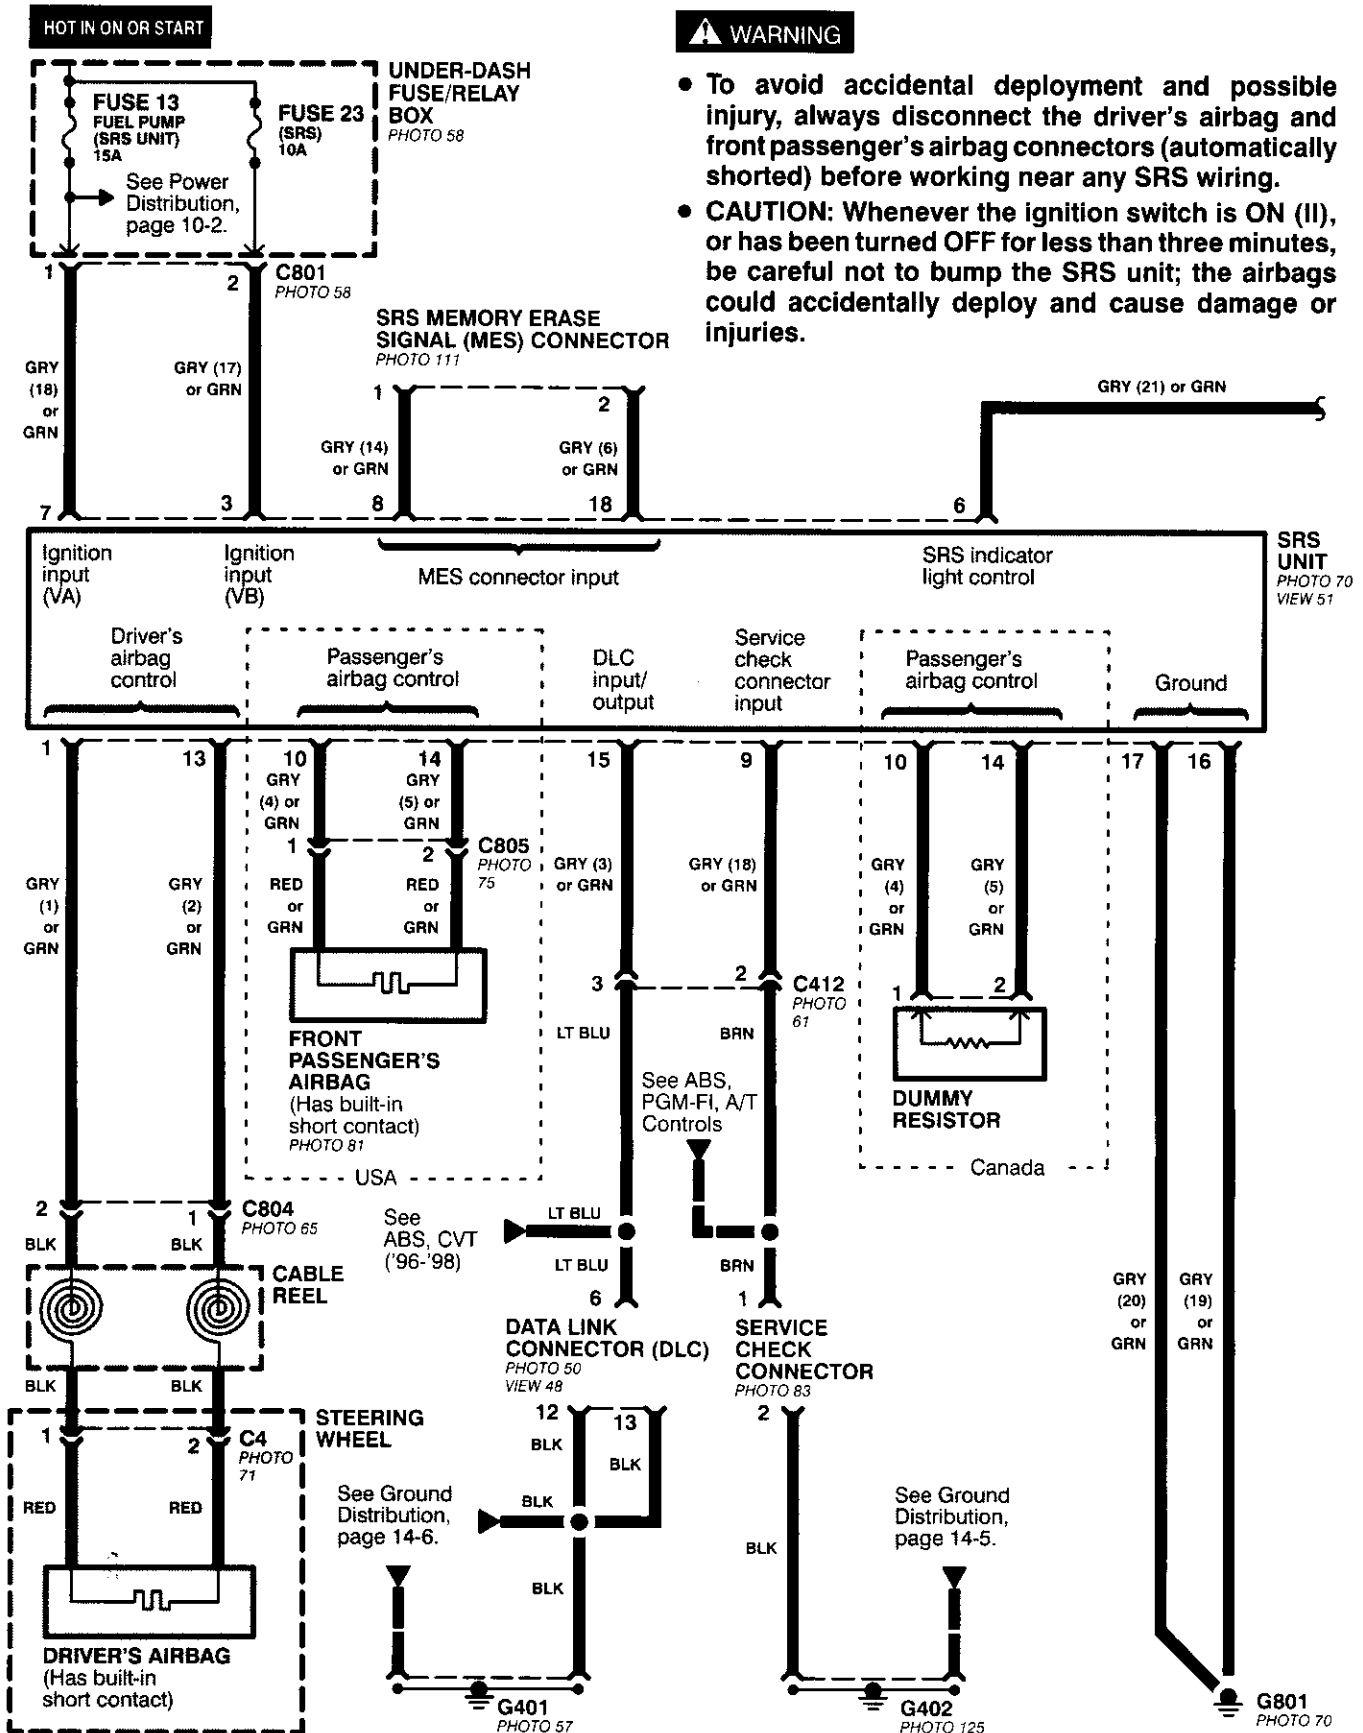 HOT IN ON OR START
WARNING
UNDER-DASH
FUSE/RELAY
BOX
PHOTO 58
FUSE 13
FUEL PUMP
(SRS UNIT)
15A
FUSE 23
(SRS)
10A
See Power
Distribution,
page 10-2.
• To avoid accidental deployment and possible
injury, always disconnect the driver's airbag and
front passenger's airbag connectors (automatically
shorted) before working near any SRS wiring.
• CAUTION: Whenever the ignition switch is ON (II),
or has been turned OFF for less than three minutes,
be careful not to bump the SRS unit; the airbags
could accidentally deploy and cause damage or
injuries.
1
2
C801
PHOTO 58
SRS MEMORY ERASE
SIGNAL (MES) CONNECTOR
PHOTO 111
GRY
(18)
or
GRN
GRY (17)
or GRN
1
2
GRY (21) or GRN
GRY (14)
or GRN
GRY (6)
or GRN
7
3
8
18
6
SRS
UNIT
PHOTO 70
VIEW 51
Ignition
input
(VA)
Ignition
input
(VB)
MES connector input
SRS indicator
light control
Driver's
airbag
control
Passenger's
airbag control
DLC
input/
output
Service
check
connector
input
Passenger's
airbag control
Ground
1
13
10
14
15
9
10
14
17
16
GRY
(4) or
GRN
GRY
(5) or
GRN
1
2
C805
PHOTO
75
GRY
(1)
or
GRN
GRY
(2)
or
GRN
RED
or
GRN
RED
or
GRN
GRY (3)
or GRN
GRY (18)
or GRN
GRY
(4)
or
GRN
GRY
(5)
or
GRN
3
2
C412
PHOTO
61
1
2
FRONT
PASSENGER'S
AIRBAG
(Has built-in
short contact)
PHOTO 81
USA
LT BLU
BRN
See ABS,
PGM-FI, A/T
Controls
DUMMY
RESISTOR
Canada
2
1
C804
PHOTO 65
BLK
BLK
See
ABS, CVT
('96-'98)
LT BLU
LT BLU
BRN
CABLE
REEL
6
1
GRY
(20)
or
GRN
GRY
(19)
or
GRN
DATA LINK
CONNECTOR (DLC)
PHOTO 50
VIEW 48
SERVICE
CHECK
CONNECTOR
PHOTO 83
BLK
BLK
STEERING
WHEEL
1
2
C4
PHOTO
71
12
13
2
BLK
BLK
RED
RED
See Ground
Distribution,
page 14-6.
BLK
BLK
See Ground
Distribution,
page 14-5.
BLK
DRIVER'S AIRBAG
(Has built-in
short contact)
G401
PHOTO 57
G402
PHOTO 125
G801
PHOTO 70